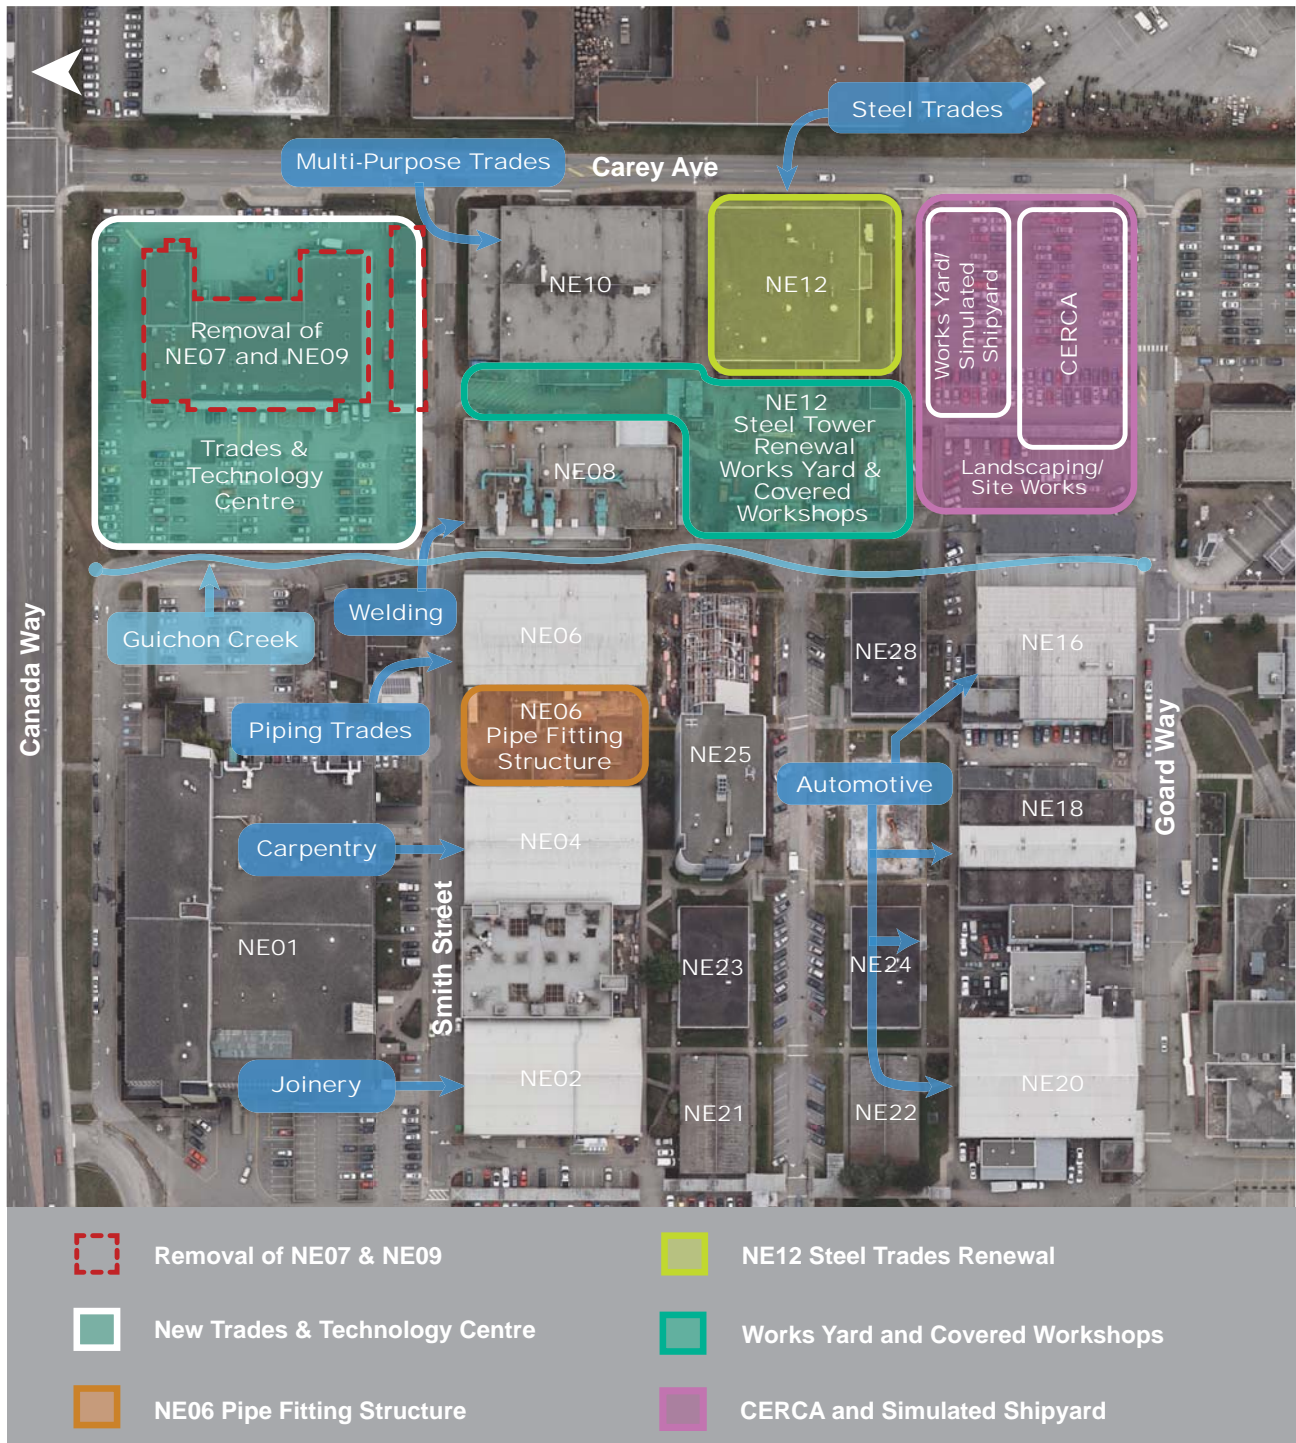 Steel Trades
Multi-Purpose Trades
Carey Ave
NE10
NE12
Works Yard/
Simulated
Shipyard
CERCA
Removal of
NE07 and NE09
Trades &
Technology
Centre
NE12
Steel Tower
Renewal
Works Yard &
Covered
Workshops
Landscaping/
Site Works
NE08
Welding
Guichon Creek
Canada Way
NE06
NE28
NE16
Piping Trades
NE06
Pipe Fitting
Structure
NE25
Automotive
Goard Way
NE18
Carpentry
NE04
Smith Street
NE01
NE23
NE24
Joinery
NE02
NE21
NE22
NE20
Removal of NE07 & NE09
NE12 Steel Trades Renewal
New Trades & Technology Centre
Works Yard and Covered Workshops
NE06 Pipe Fitting Structure
CERCA and Simulated Shipyard